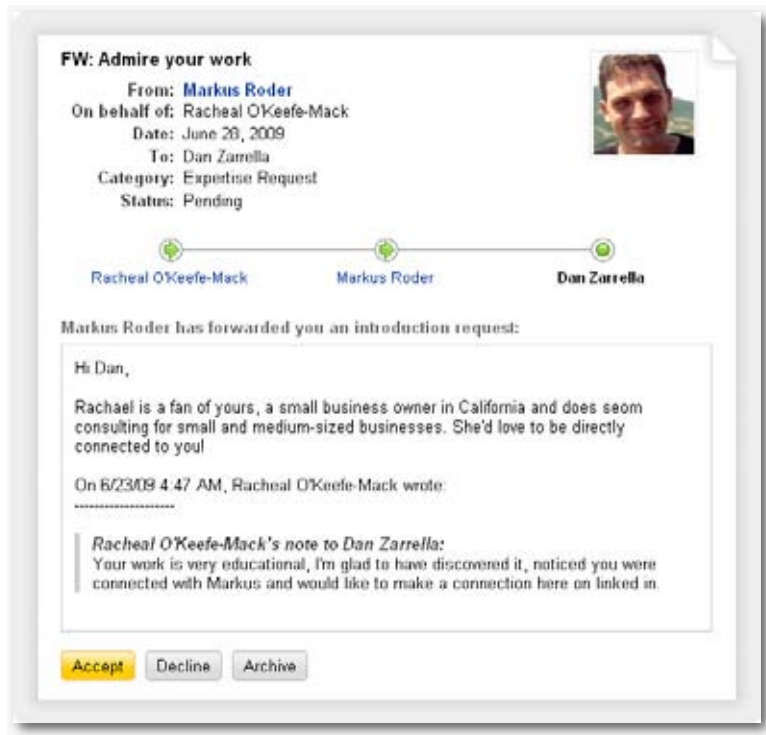 FW: Admire your work
From: Markus Roder
On behalf of: Racheal O'Keefe-Mack
Date: June 28, 2009
To: Dan Zarrella
Category: Expertise Request
Status: Pending
Racheal O'Keefe-Mack Markus Roder Dan Zarrella
Markus Roder has forwarded you an introduction request:
Hi Dan,
Rachael is a fan of yours, a small business owner in California and does seom
consulting for small and medium-sized businesses. She'd love to be directly
connected to you!
On 6/23/09 4:47 AM, Racheal O'Keefe-Mack wrote:
--------------------
Racheal O'Keefe-Mack's note to Dan Zarrella:
Your work is very educational, I'm glad to have discovered it, noticed you were
connected with Markus and would like to make a connection here on linked in.
Accept Decline Archive